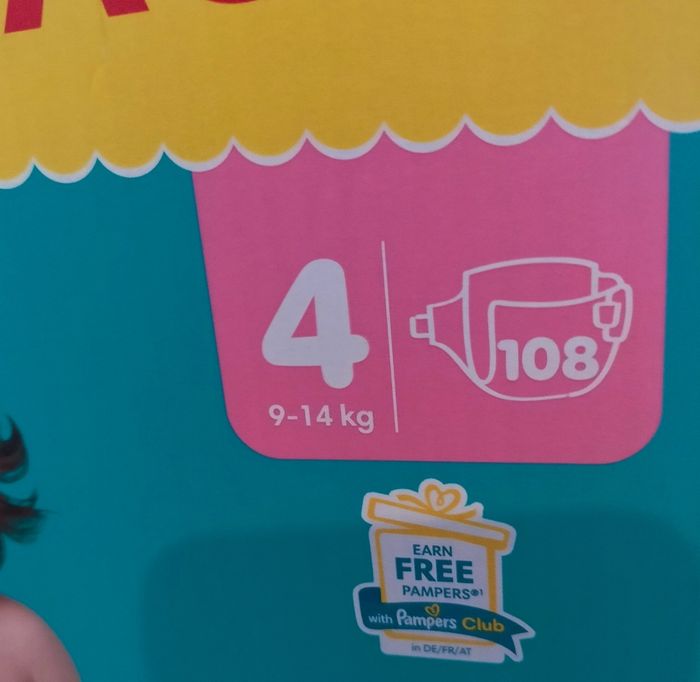 4
9-14 kg
108
EARN
FREE
PAMPERS®¹
with Pampers Club
in DE/FR/AT